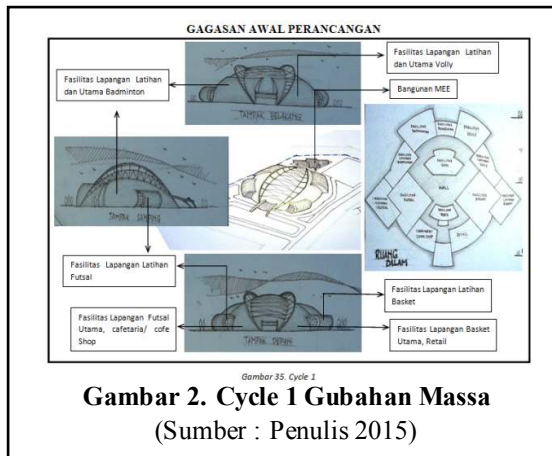 GAGASAN AWAL PERANCANGAN
Fasilitas Lapangan Latihan
dan Utama Badminton
Fasilitas Lapangan Latihan
dan Utama Volly
Bangunan MEE
TAMPAK BELAKANG
TAMPAK SAMPING
HALL
RUANG
DALAM
Fasilitas Lapangan Latihan
Futsal
Fasilitas Lapangan Futsal
Utama, cafetaria/ cofe
Shop
TAMPAK DEPAN
Fasilitas Lapangan Latihan
Basket
Fasilitas Lapangan Basket
Utama, Retail
Gambar 35. Cycle 1
Gambar 2. Cycle 1 Gubahan Massa
(Sumber : Penulis 2015)